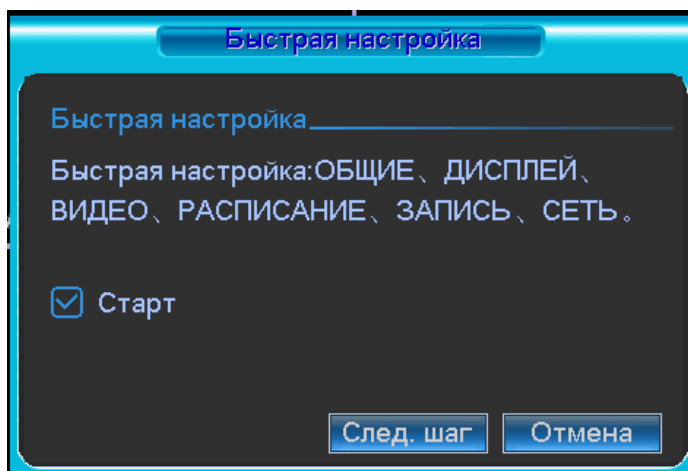 Быстрая настройка
Быстрая настройка
Быстрая настройка:ОБЩИЕ、ДИСПЛЕЙ、
ВИДЕО、РАСПИСАНИЕ、ЗАПИСЬ、СЕТЬ。
Старт
След. шаг Отмена